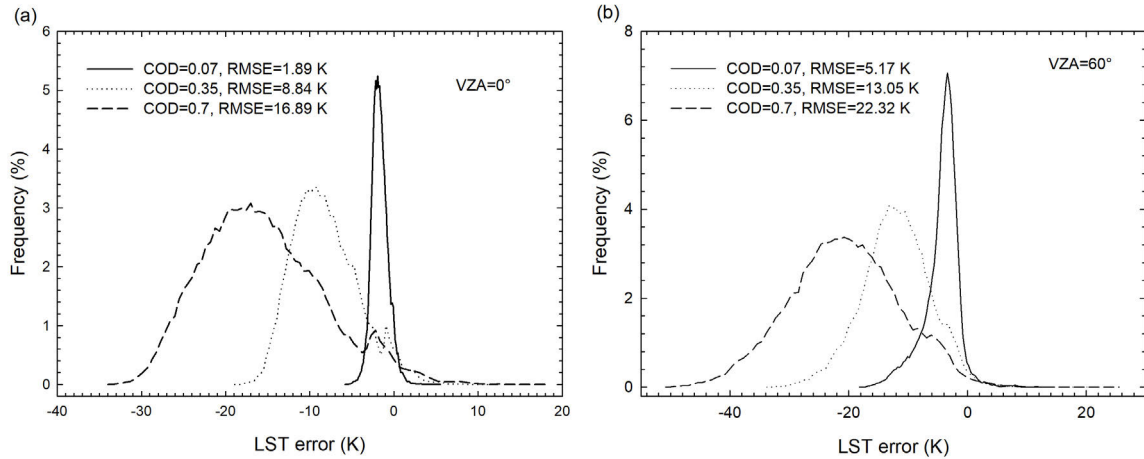 (a)
COD=0.07, RMSE=1.89 K
COD=0.35, RMSE=8.84 K
COD=0.7, RMSE=16.89 K
VZA=0°
Frequency (%)
6
5
4
3
2
1
0
-40 -30 -20 -10 0 10 20
LST error (K)
(b)
COD=0.07, RMSE=5.17 K
COD=0.35, RMSE=13.05 K
COD=0.7, RMSE=22.32 K
VZA=60°
Frequency (%)
8
6
4
2
0
-40 -20 0 20
LST error (K)